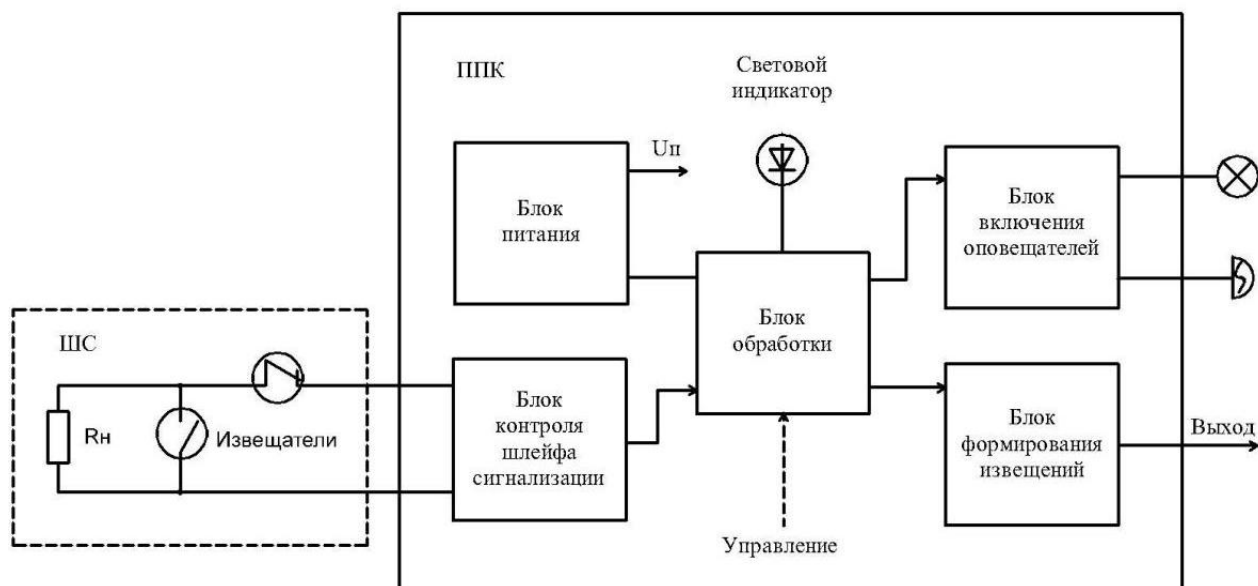 ППК
Световой
индикатор
Uп
Блок
питания
Блок
включения
оповещателей
ШС
Блок
обработки
Rн
Извещатели
Блок
контроля
шлейфа
сигнализации
Блок
формирования
извещений
Выход
Управление